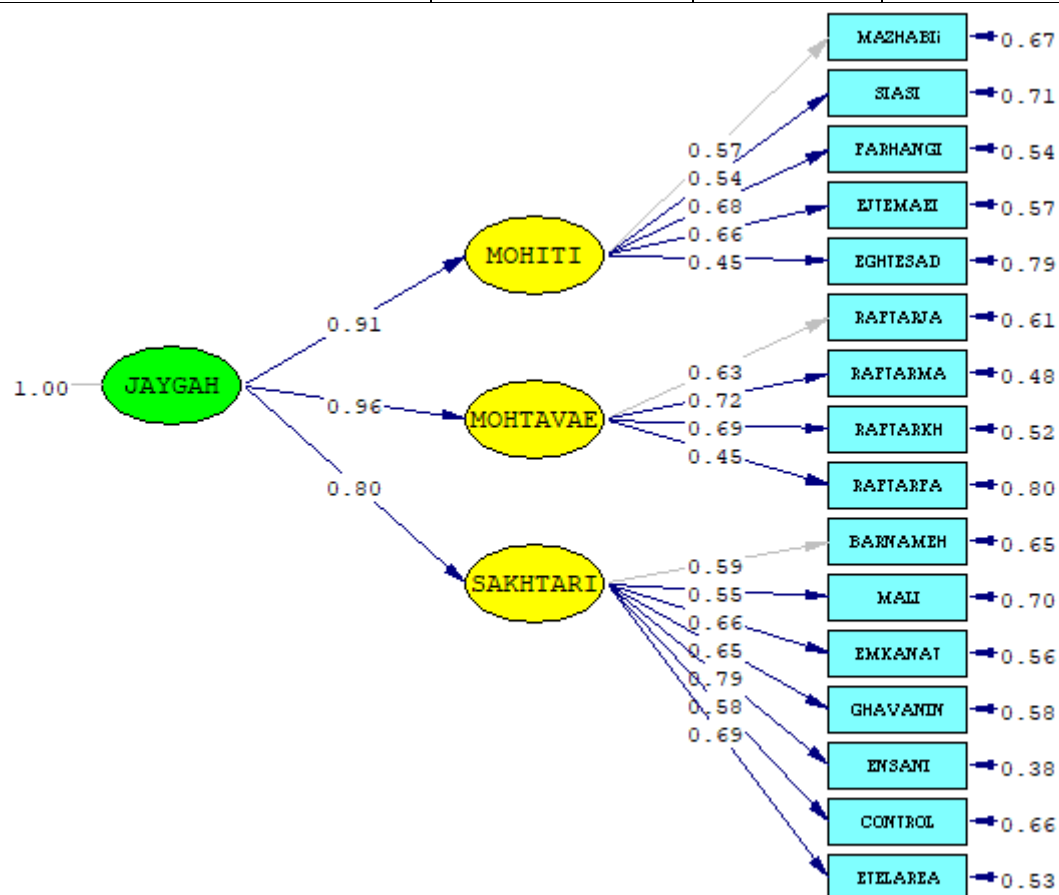 MAZHABIi
0.67
SIASI
0.71
0.57
0.54
FARHANGI
0.54
0.68
EJTEMAEI
0.57
0.66
MOHITI
0.45
EGHTESAD
0.79
0.91
RAFTARJA
0.61
1.00
JAYGAH
0.63
RAFTARMA
0.48
0.96
0.72
MOHTAVAE
0.69
RAFTARKH
0.52
0.45
0.80
RAFTARFA
0.80
BARNAMEH
0.65
0.59
SAKHTARI
0.55
MALI
0.70
0.66
0.65
EMKANAT
0.56
0.79
0.58
GHAVANIN
0.58
0.69
ENSANI
0.38
CONTROL
0.66
ETELAREA
0.53